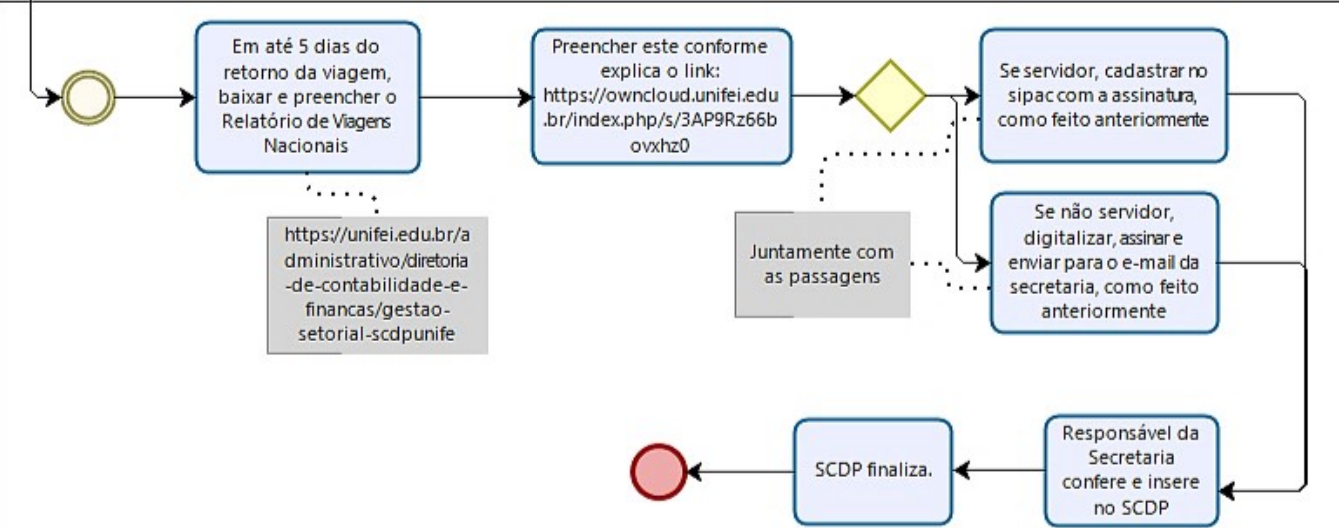 Em até 5 dias do
retorno da viagem,
baixar e preencher o
Relatório de Viagens
Nacionais
Preencher este conforme
explica o link:
https://owncloud.unifei.edu
.br/index.php/s/3AP9Rz66b
ovxhz0
Se servidor, cadastrar no
sipac com a assinatura,
como feito anteriormente
https://unifei.edu.br/a
dministrativo/diretoria
-de-contabilidade-e-
financas/gestao-
setorial-scdpunife
Juntamente com
as passagens
Se não servidor,
digitalizar, assinar e
enviar para o e-mail da
secretaria, como feito
anteriormente
SCDP finaliza.
Responsável da
Secretaria
confere e insere
no SCDP